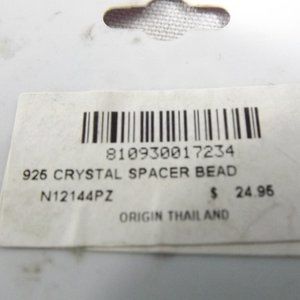 810930017234
925 CRYSTAL SPACER BEAD
N12144PZ $ 24.95
ORIGIN THAILAND